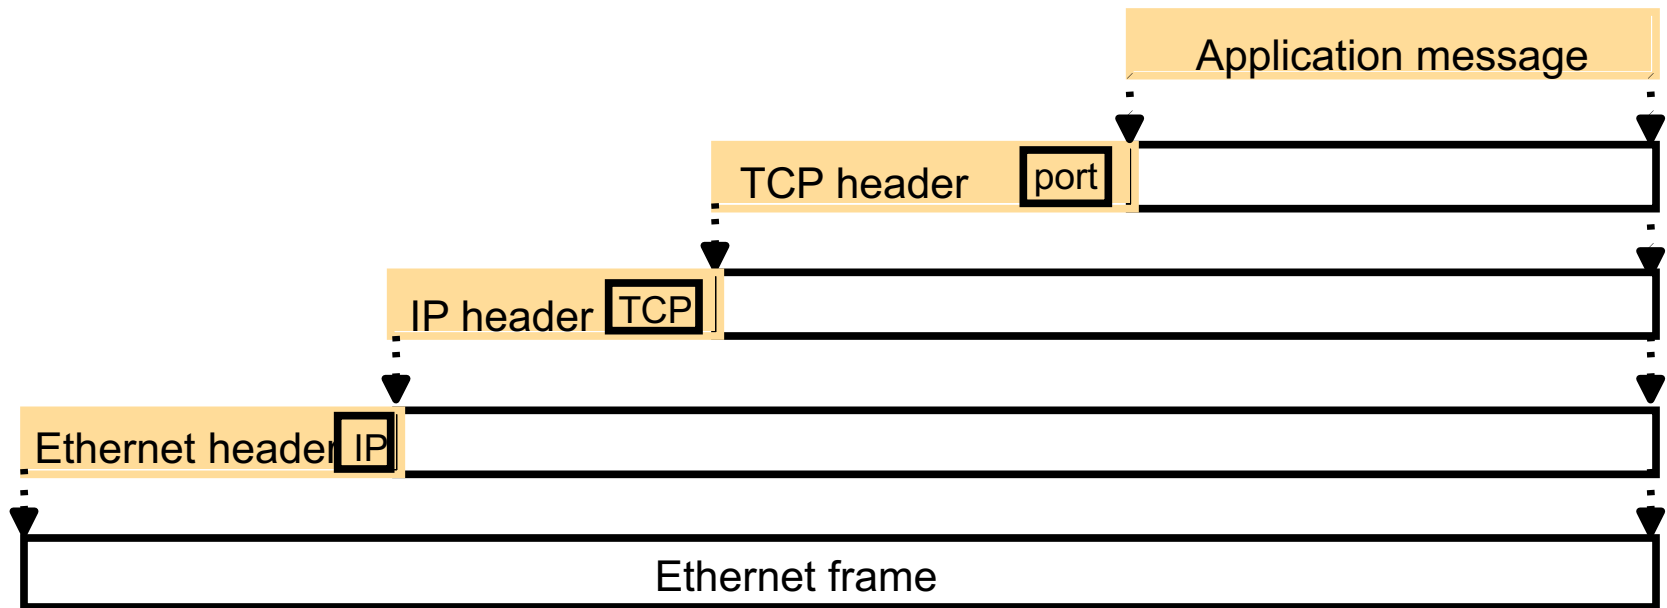 Application message
TCP header port
IP header TCP
Ethernet header IP
Ethernet frame